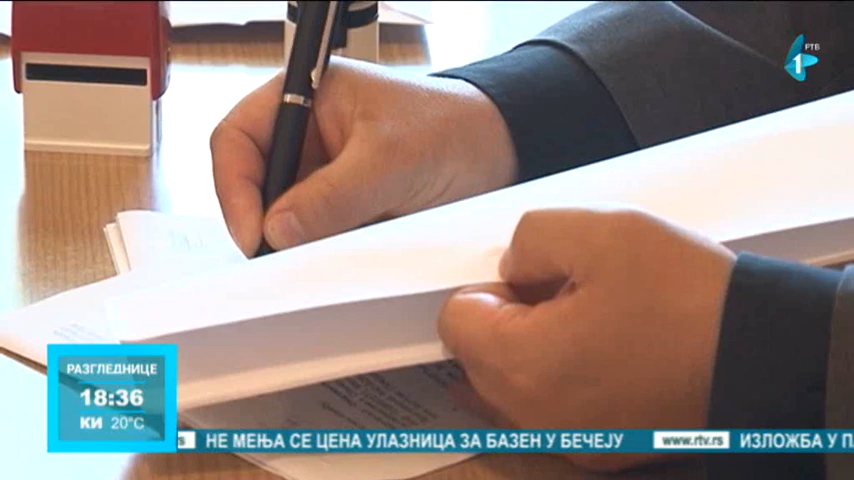 РТВ
1
РАЗГЛЕДНИЦЕ
18:36
КИ 20°C
rs НЕ МЕЊА СЕ ЦЕНА УЛАЗНИЦА ЗА БАЗЕН У БЕЧЕЈУ www.rtv.rs ИЗЛОЖБА У